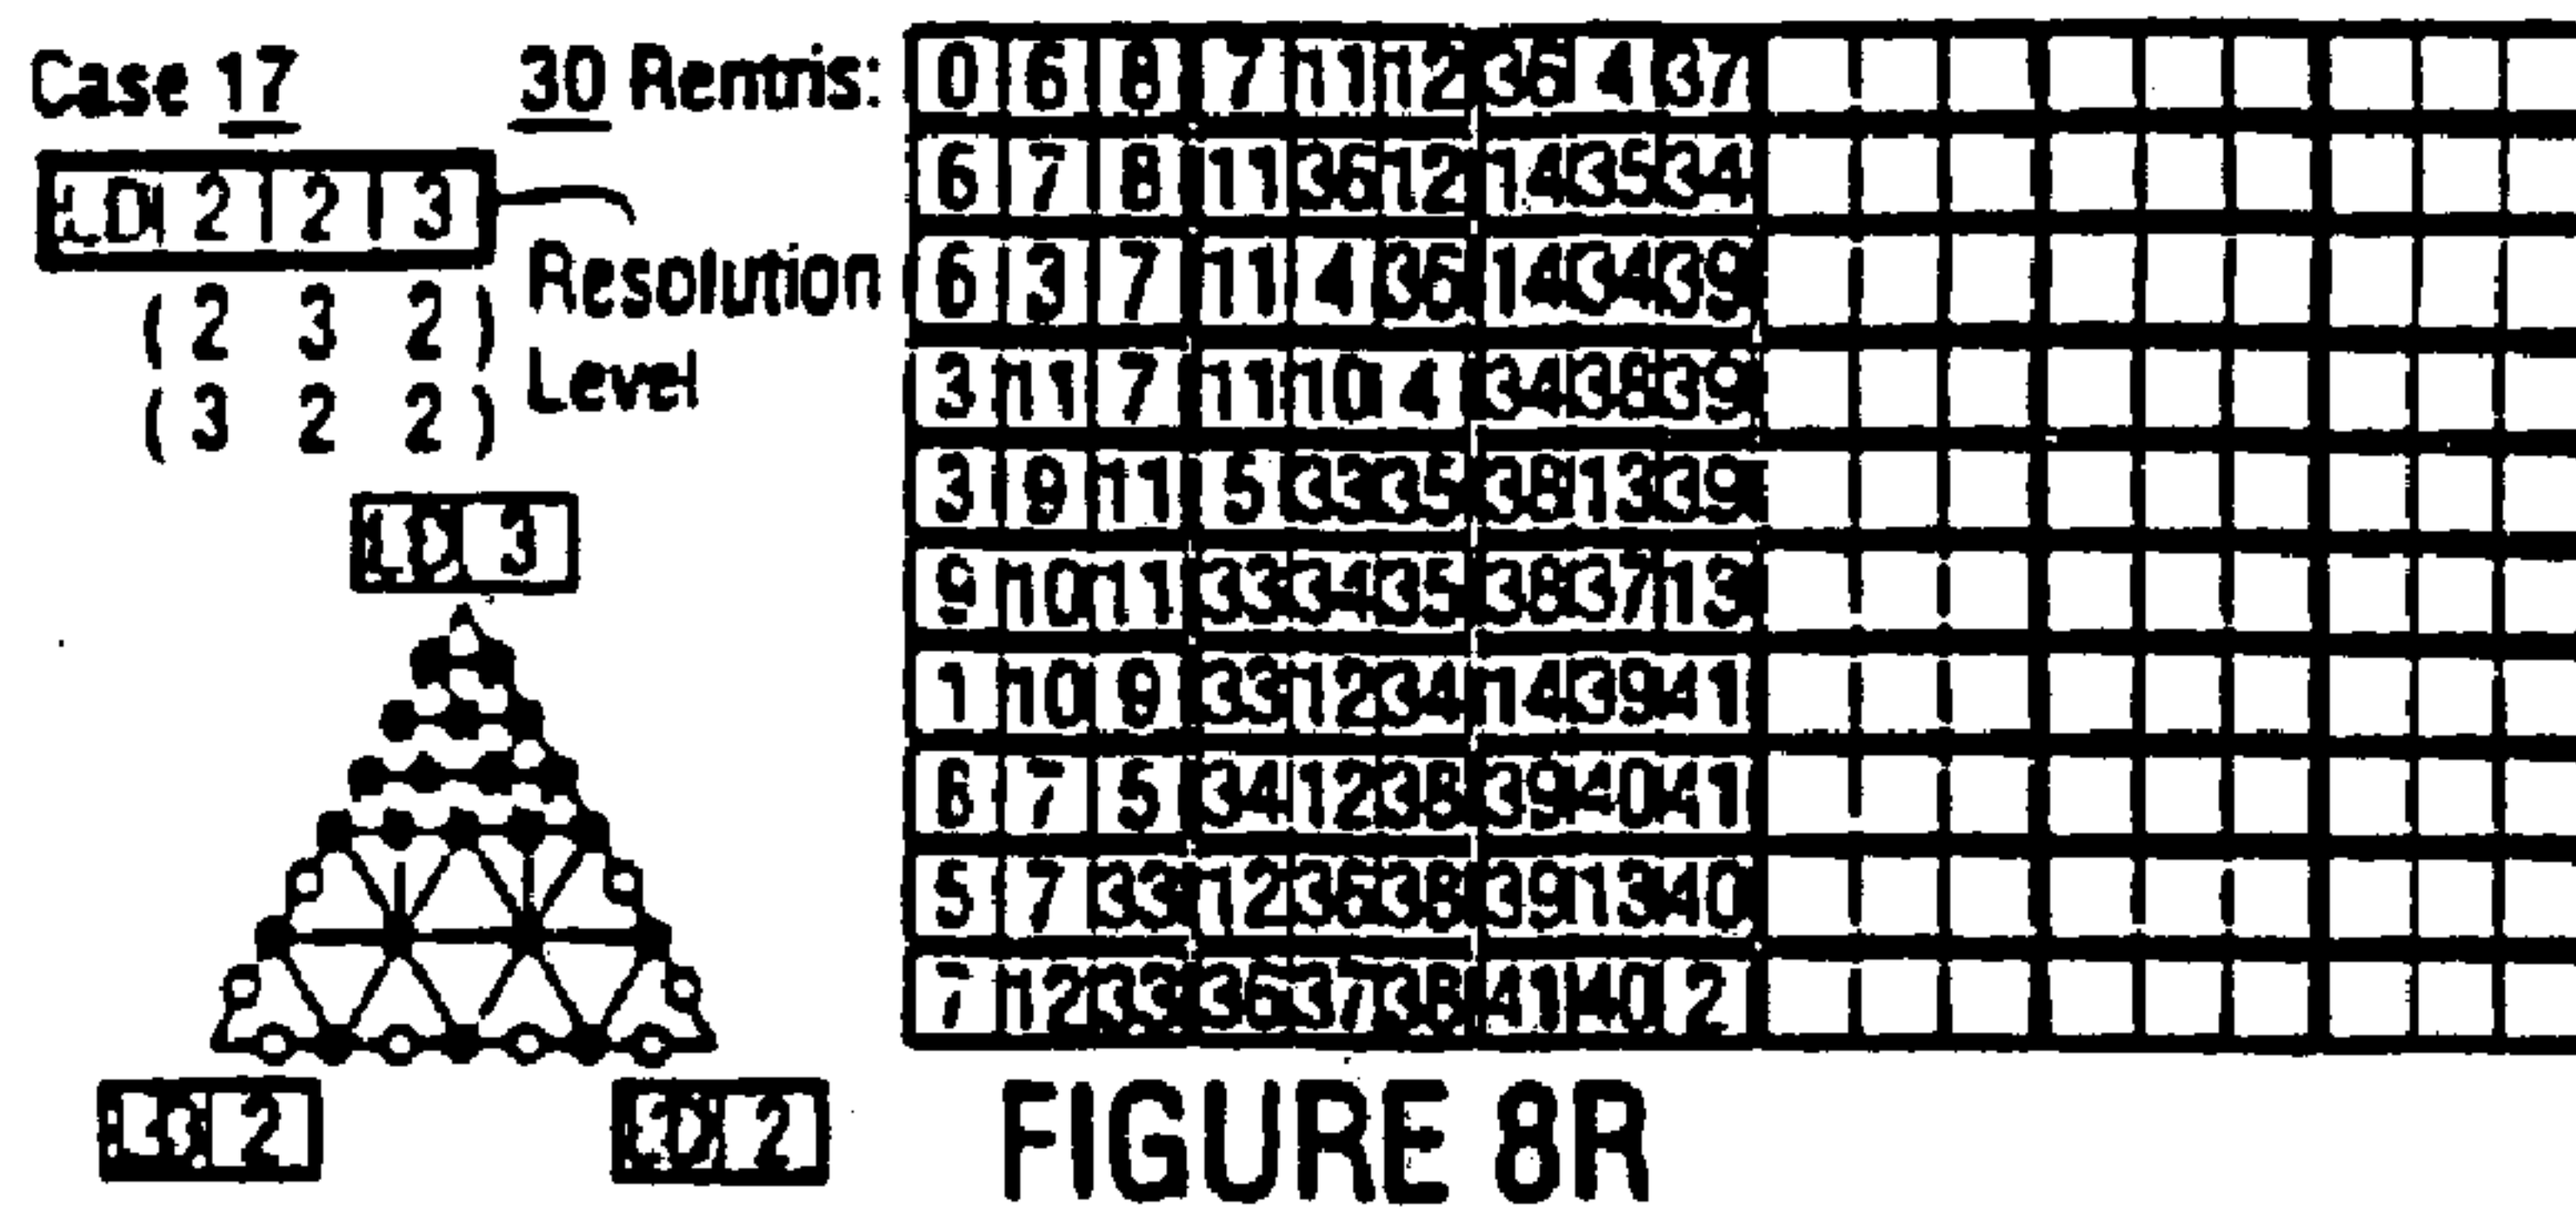 Case 17 30 Rentris: 0 6 8 7 11 12 36 4 37
6 7 8 11 36 12 14 35 34
LD 2 2 3
Resolution Level
( 2 3 2 )
( 3 2 2 )
6 3 7 11 4 36 14 34 39
3 11 7 11 10 4 34 38 39
3 9 11 5 33 35 38 13 39
LD 3
9 10 11 33 34 35 38 37 13
1 10 9 33 12 34 14 39 41
6 7 5 34 12 38 39 40 41
5 7 33 12 36 38 39 13 40
7 12 33 36 37 38 41 40 2
2
2
FIGURE 8R